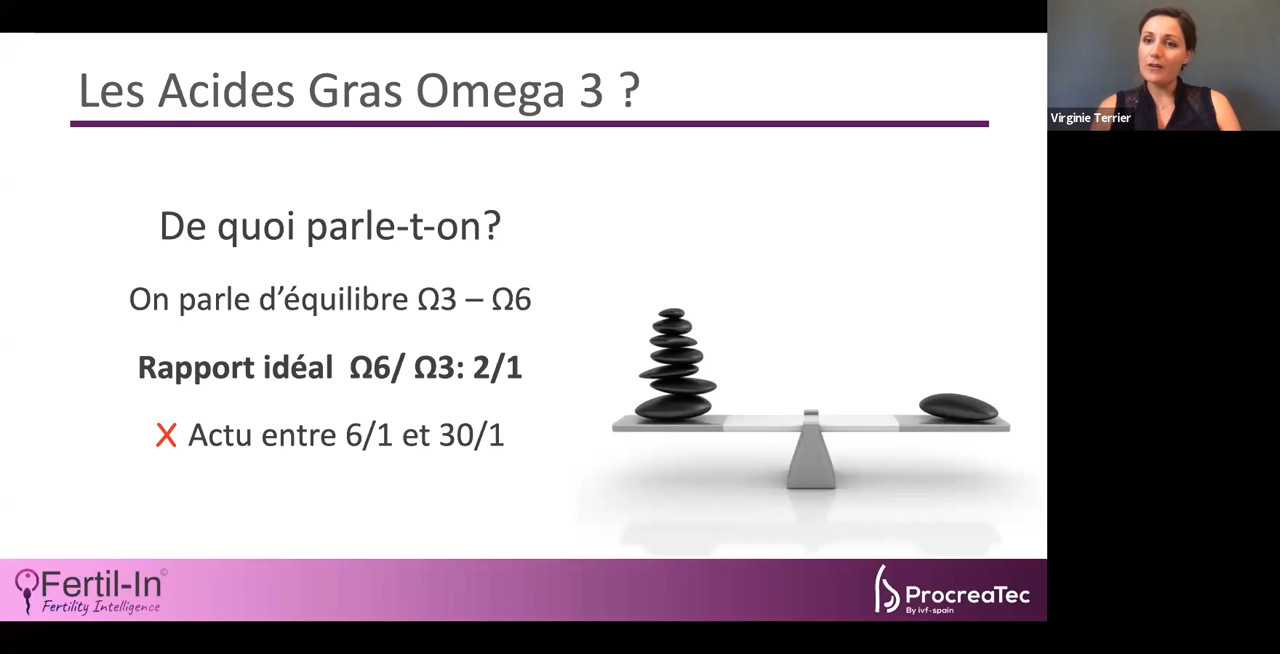 Les Acides Gras Omega 3 ?
Virginie Terrier
De quoi parle-t-on?
On parle d’équilibre Ω3 – Ω6
Rapport idéal Ω6/ Ω3: 2/1
X Actu entre 6/1 et 30/1
Fertil-In©
Fertility Intelligence
ProcreaTec
By ivf-spain